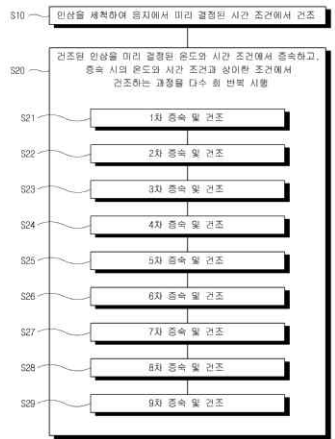 S10
인삼을 세척하여 음지에서 미리 결정된 시간 조건에서 건조
S20
건조된 인삼을 미리 결정된 온도와 시간 조건에서 증숙하고,
증숙 시의 온도와 시간 조건과 상이한 조건에서
건조하는 과정을 다수 회 반복 시행
S21
1차 증숙 및 건조
S22
2차 증숙 및 건조
S23
3차 증숙 및 건조
S24
4차 증숙 및 건조
S25
5차 증숙 및 건조
S26
6차 증숙 및 건조
S27
7차 증숙 및 건조
S28
8차 증숙 및 건조
S29
9차 증숙 및 건조